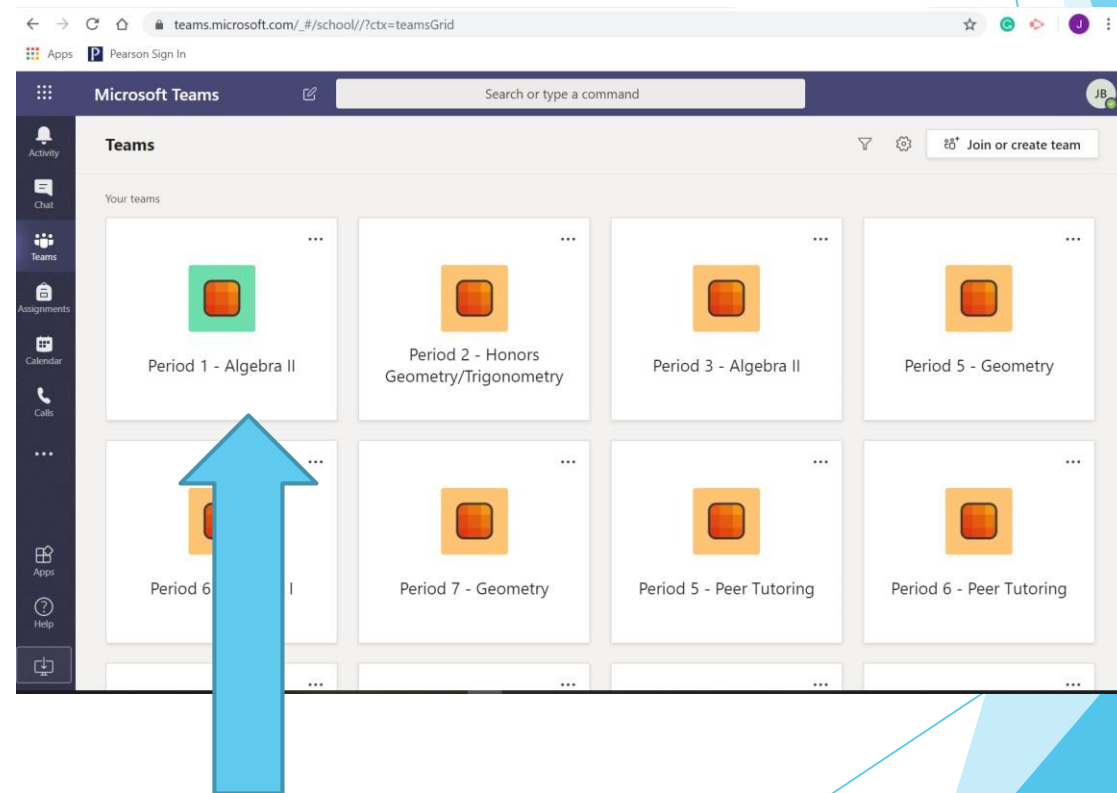 teams.microsoft.com/_#/school//?ctx=teamsGrid
J
Apps
P
Pearson Sign In
Microsoft Teams
Search or type a command
JB
Activity
Chat
Teams
Assignments
Calendar
Calls
Apps
Help
Teams
Join or create team
Your teams
Period 1 - Algebra II
Period 2 - Honors
Geometry/Trigonometry
Period 3 - Algebra II
Period 5 - Geometry
Period 6
I
Period 7 - Geometry
Period 5 - Peer Tutoring
Period 6 - Peer Tutoring